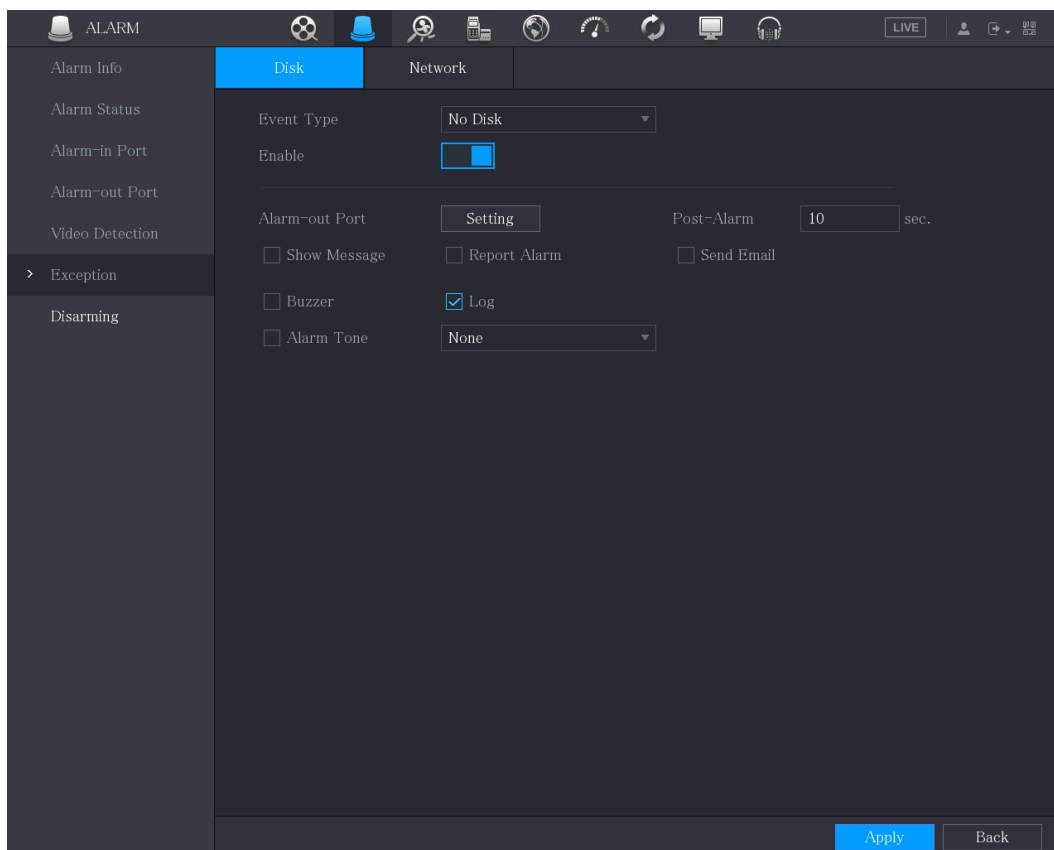 ALARM
LIVE
Alarm Info
Alarm Status
Alarm-in Port
Alarm-out Port
Video Detection
Exception
Disarming
Disk Network
Event Type No Disk
Enable
Alarm-out Port Setting Post-Alarm 10 sec.
Show Message Report Alarm Send Email
Buzzer Log
Alarm Tone None
Apply Back